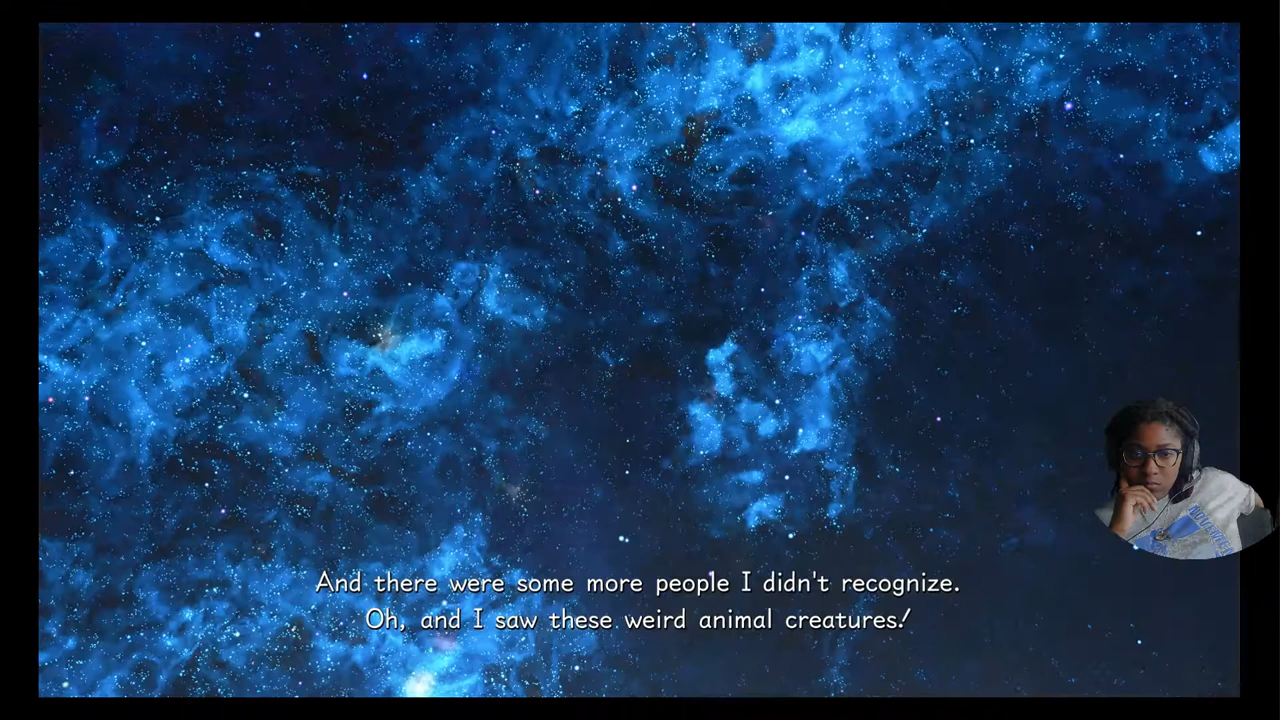 And there were some more people I didn't recognize.
Oh, and I saw these weird animal creatures!